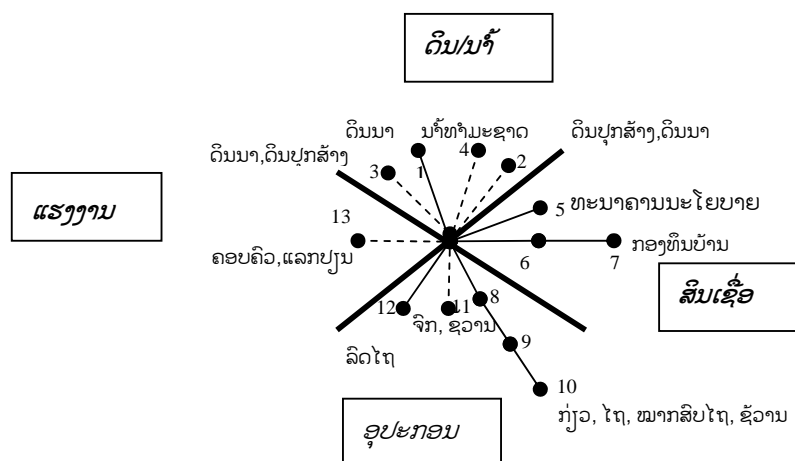 ດິນ/ນໍ້າ
ດິນນາ
ນໍ້າທໍາມະຊາດ
ດິນປຸກສ້າງ,ດິນນາ
ດິນນາ,ດິນປຸກສ້າງ
3
1
4
2
ແຮງງານ
5
ທະນາຄານນະໂຍບາຍ
13
ຄອບຄົວ,ແລກປ່ຽນ
6
7
ກອງທຶນບ້ານ
ສິນເຊື່ອ
8
12
11
ຈົກ, ຊວານ
ລົດໄຖ
9
10
ກ່ຽວ, ໄຖ, ໝາກສົບໄຖ, ຊ້ວານ
ອຸປະກອນ